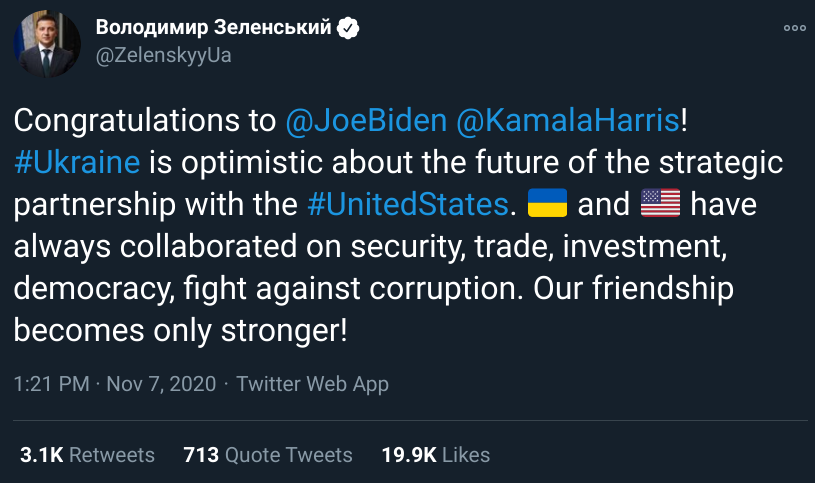 Володимир Зеленський
@ZelenskyyUa
Congratulations to @JoeBiden @KamalaHarris!
#Ukraine is optimistic about the future of the strategic
partnership with the #UnitedStates. 🇺🇦 and 🇺🇸 have
always collaborated on security, trade, investment,
democracy, fight against corruption. Our friendship
becomes only stronger!
1:21 PM · Nov 7, 2020 · Twitter Web App
3.1K Retweets 713 Quote Tweets 19.9K Likes